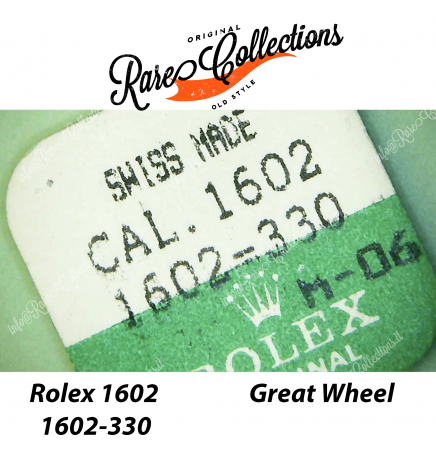 ORIGINAL
Rare Collections
OLD STYLE
SWISS MADE
CAL. 1602
1602-330
M-06
ROLEX
Rolex 1602
1602-330
Great Wheel